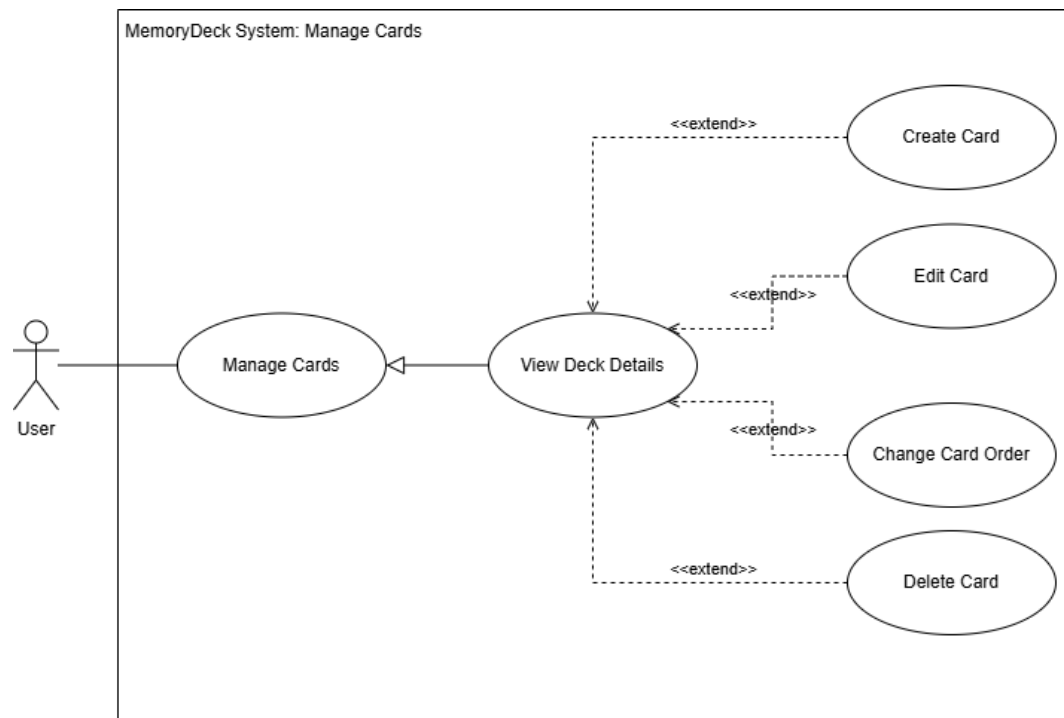 MemoryDeck System: Manage Cards
<<extend>>
Create Card
<<extend>>
Edit Card
User
Manage Cards
View Deck Details
<<extend>>
Change Card Order
<<extend>>
Delete Card